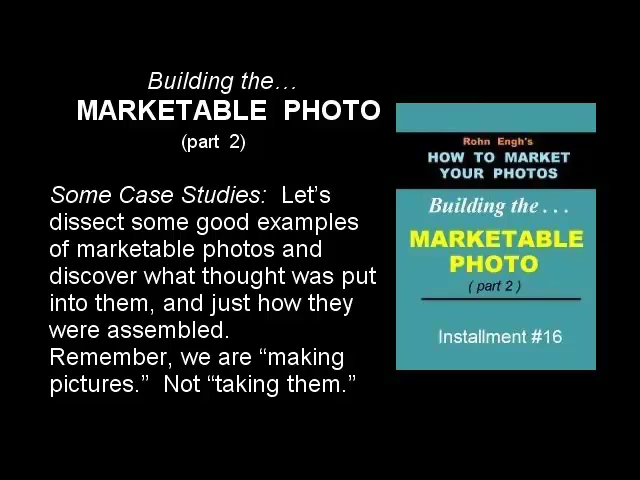 Building the…
MARKETABLE PHOTO
(part 2)
Some Case Studies: Let’s
dissect some good examples
of marketable photos and
discover what thought was put
into them, and just how they
were assembled.
Remember, we are “making
pictures.” Not “taking them.”
Rohn Engh's
HOW TO MARKET
YOUR PHOTOS
Building the . . .
MARKETABLE
PHOTO
( part 2 )
Installment #16